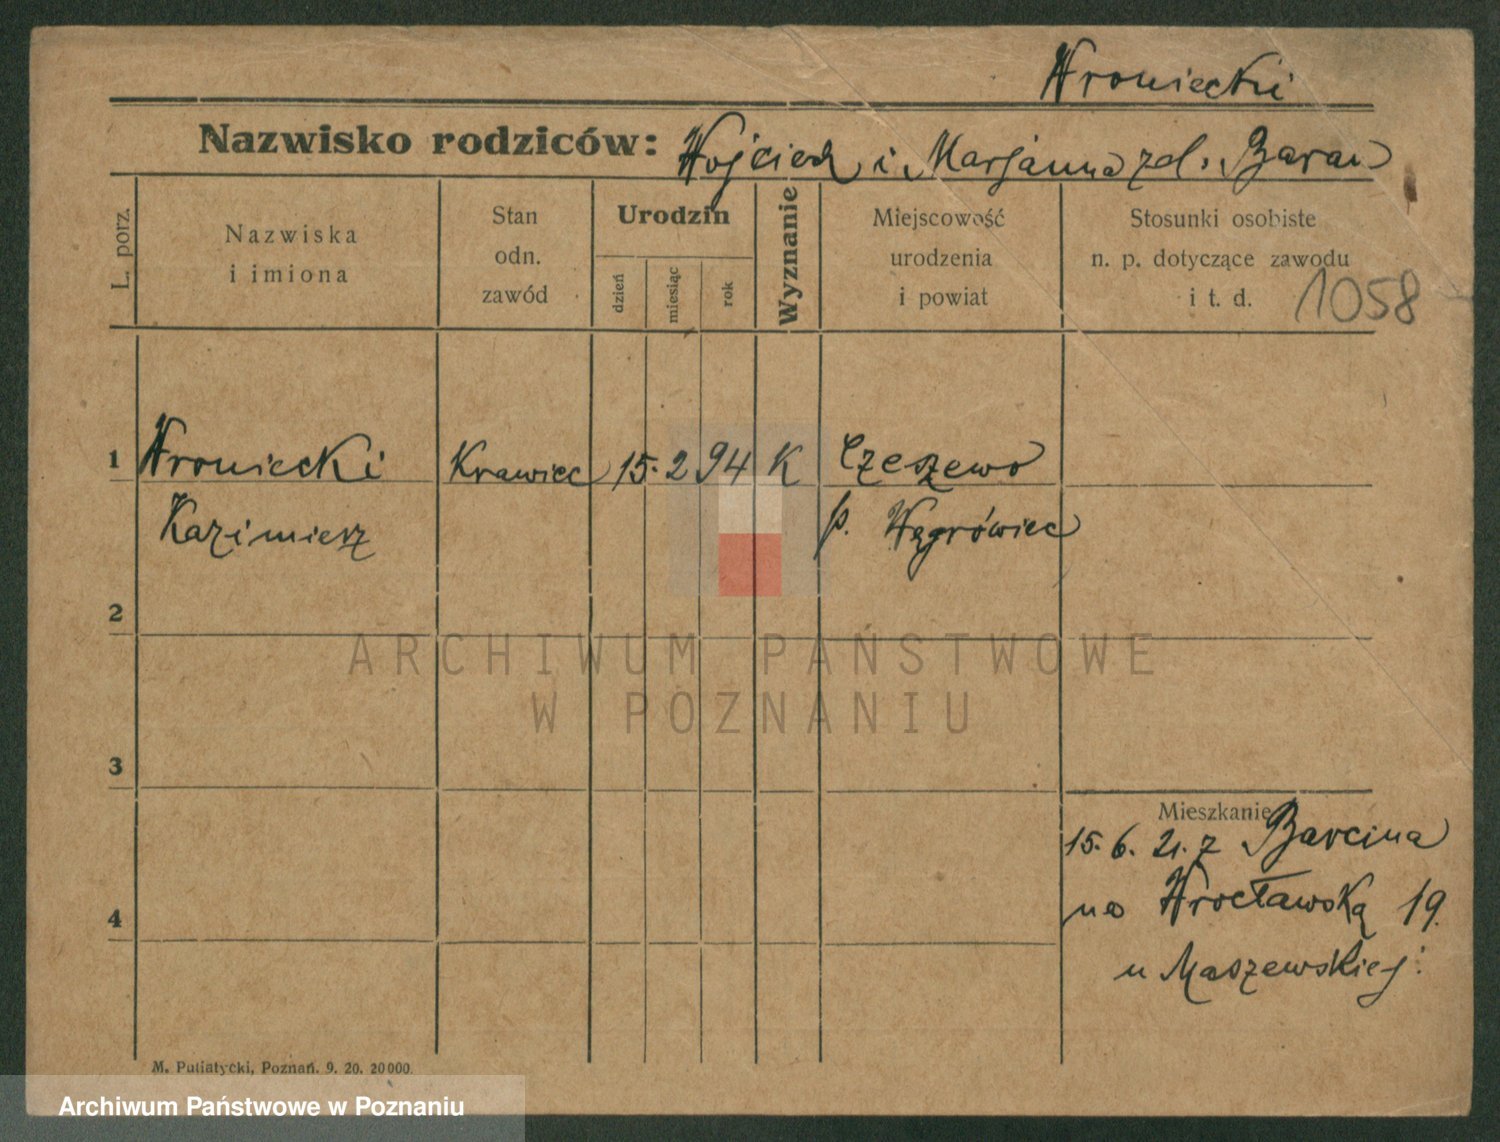 Wroniecki
Nazwisko rodziców: Wojciech i Marjanna zd. Baran
L. porz.
Nazwiska
i imiona
Stan
odn.
zawód
Urodzin
dzień
miesiąc
rok
Wyznanie
Miejscowość
urodzenia
i powiat
Stosunki osobiste
n. p. dotyczące zawodu
i t. d.
1058
1 Wroniecki Krawiec 15. 2 94 K Czeszewo
Kazimierz p. Wągrówiec
2
ARCHIWUM PAŃSTWOWE
W POZNANIU
3
Mieszkanie
15. 6. 21. z Barcina
4
na Wrocławską 19.
u Maszewskiej.
M. Putiatycki, Poznań. 9. 20. 20000.
Archiwum Państwowe w Poznaniu